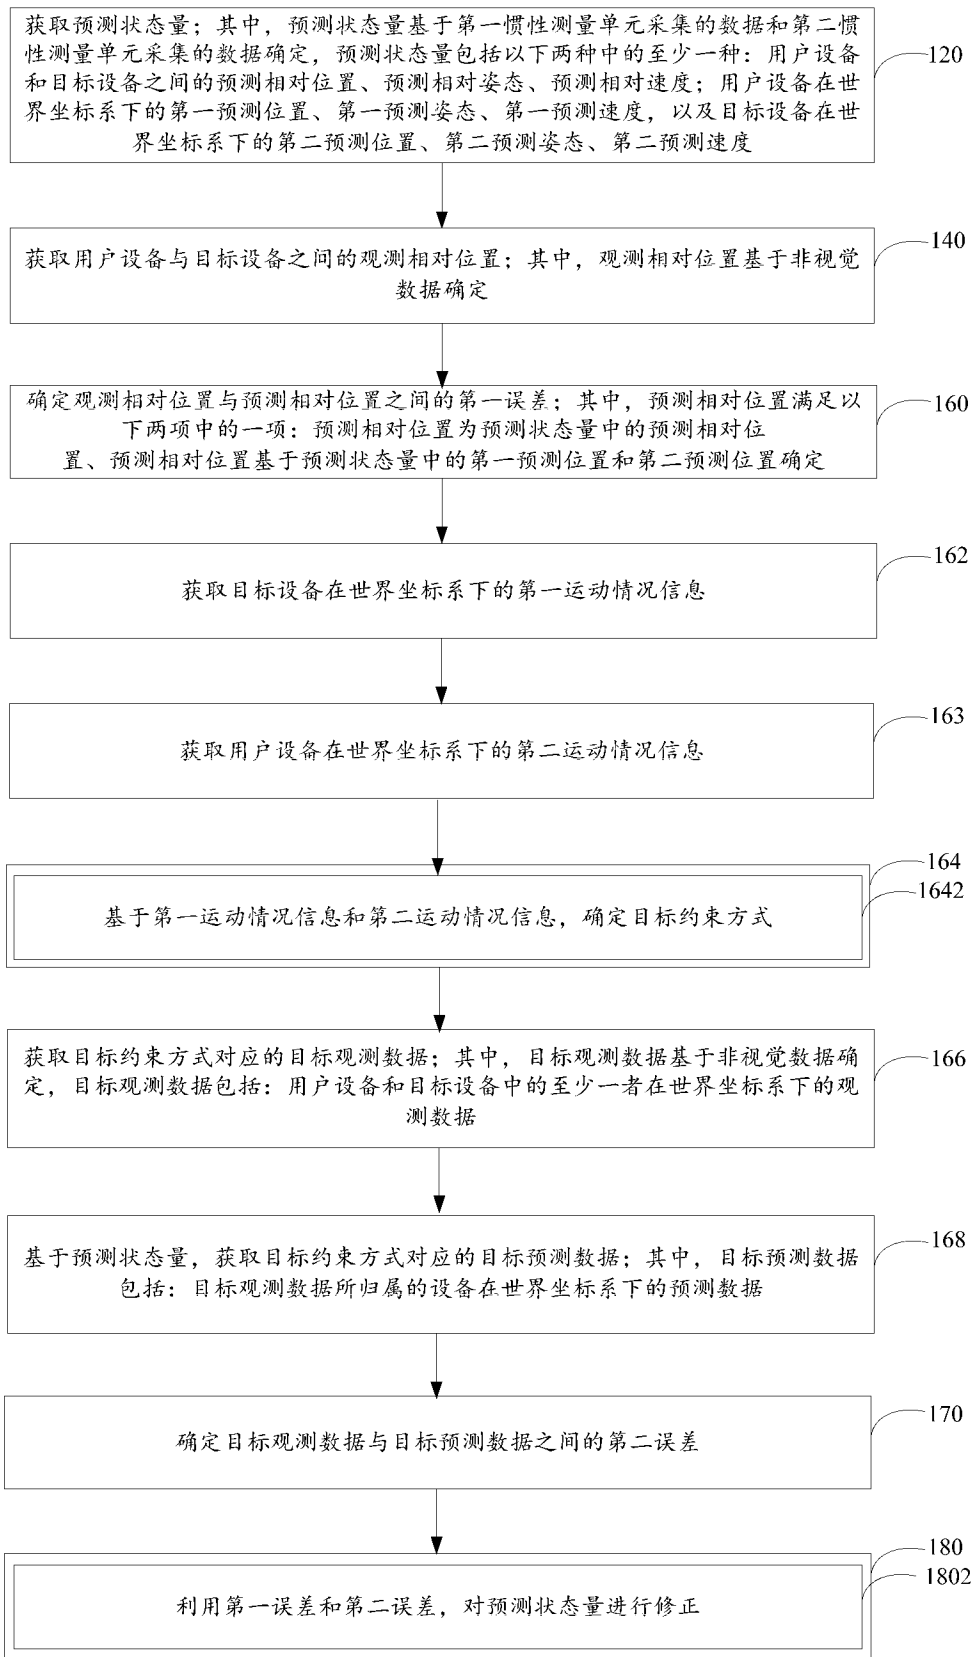 获取预测状态量；其中，预测状态量基于第一惯性测量单元采集的数据和第二惯
性测量单元采集的数据确定，预测状态量包括以下两种中的至少一种：用户设备
和目标设备之间的预测相对位置、预测相对姿态、预测相对速度；用户设备在世
界坐标系下的第一预测位置、第一预测姿态、第一预测速度，以及目标设备在世
界坐标系下的第二预测位置、第二预测姿态、第二预测速度
120
获取用户设备与目标设备之间的观测相对位置；其中，观测相对位置基于非视觉
数据确定
140
确定观测相对位置与预测相对位置之间的第一误差；其中，预测相对位置满足以
下两项中的一项：预测相对位置为预测状态量中的预测相对位
置、预测相对位置基于预测状态量中的第一预测位置和第二预测位置确定
160
获取目标设备在世界坐标系下的第一运动情况信息
162
获取用户设备在世界坐标系下的第二运动情况信息
163
164
1642
基于第一运动情况信息和第二运动情况信息，确定目标约束方式
获取目标约束方式对应的目标观测数据；其中，目标观测数据基于非视觉数据确
定，目标观测数据包括：用户设备和目标设备中的至少一者在世界坐标系下的观
测数据
166
基于预测状态量，获取目标约束方式对应的目标预测数据；其中，目标预测数据
包括：目标观测数据所归属的设备在世界坐标系下的预测数据
168
确定目标观测数据与目标预测数据之间的第二误差
170
180
1802
利用第一误差和第二误差，对预测状态量进行修正